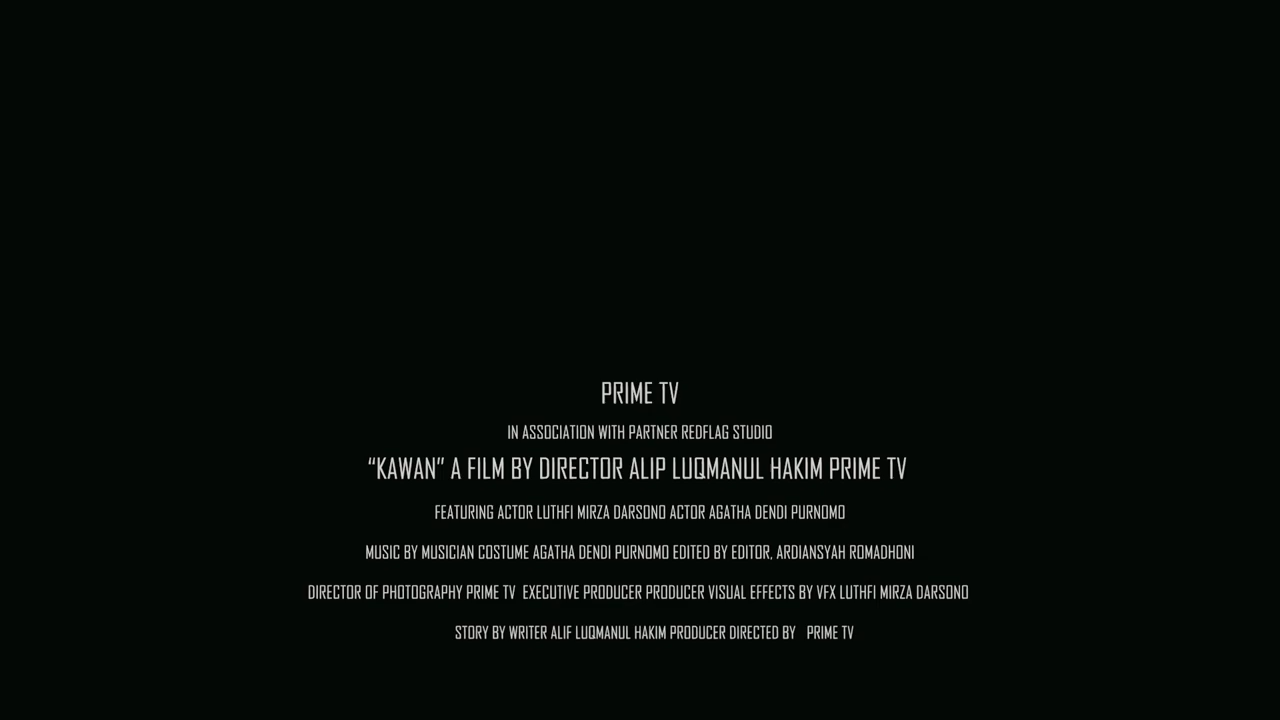 PRIME TV
IN ASSOCIATION WITH PARTNER REDFLAG STUDIO
“KAWAN” A FILM BY DIRECTOR ALIP LUQMANUL HAKIM PRIME TV
FEATURING ACTOR LUTHFI MIRZA DARSONO ACTOR AGATHA DENDI PURNOMO
MUSIC BY MUSICIAN COSTUME AGATHA DENDI PURNOMO EDITED BY EDITOR, ARDIANSYAH ROMADHONI
DIRECTOR OF PHOTOGRAPHY PRIME TV EXECUTIVE PRODUCER PRODUCER VISUAL EFFECTS BY VFX LUTHFI MIRZA DARSONO
STORY BY WRITER ALIF LUQMANUL HAKIM PRODUCER DIRECTED BY PRIME TV